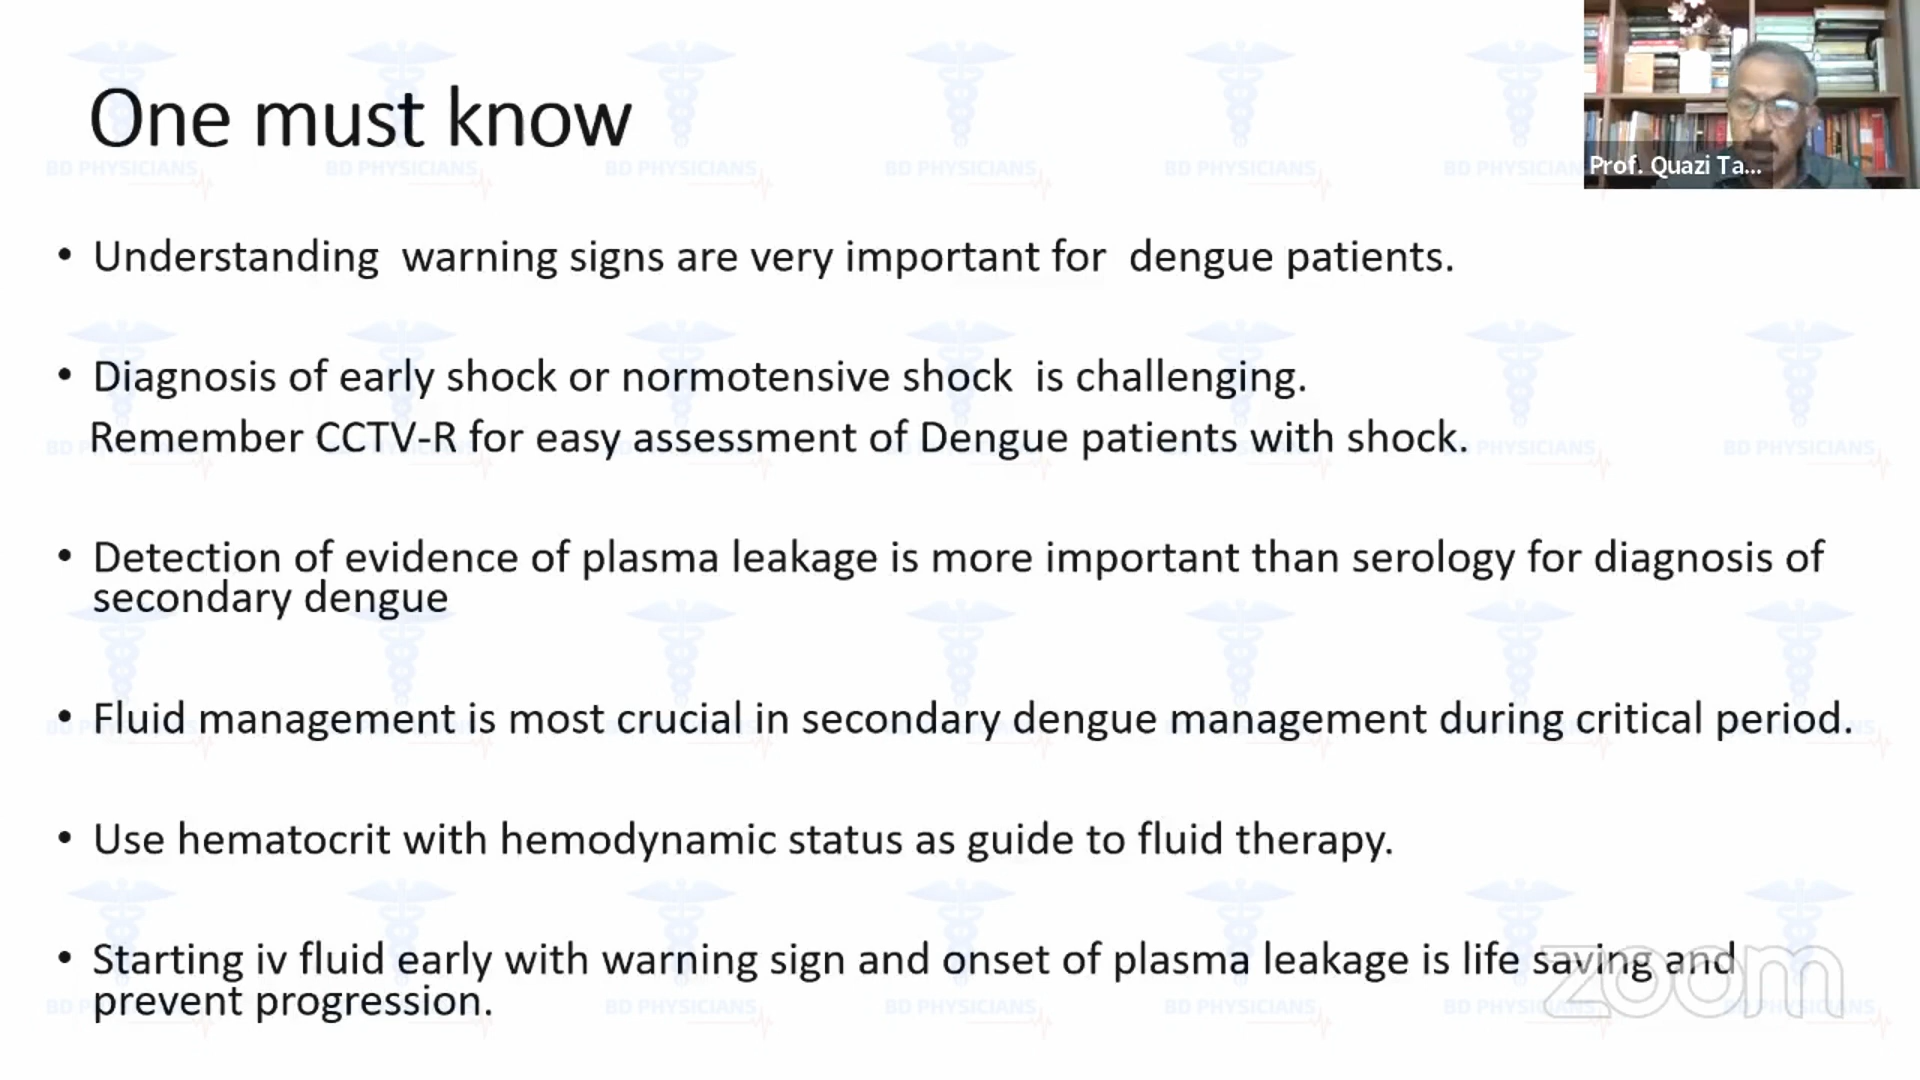 One must know
Prof. Quazi Ta...
BD PHYSICIANS
• Understanding warning signs are very important for dengue patients.
• Diagnosis of early shock or normotensive shock is challenging.
Remember CCTV-R for easy assessment of Dengue patients with shock.
• Detection of evidence of plasma leakage is more important than serology for diagnosis of
secondary dengue
• Fluid management is most crucial in secondary dengue management during critical period.
• Use hematocrit with hemodynamic status as guide to fluid therapy.
• Starting iv fluid early with warning sign and onset of plasma leakage is life saving and
prevent progression.
zoom